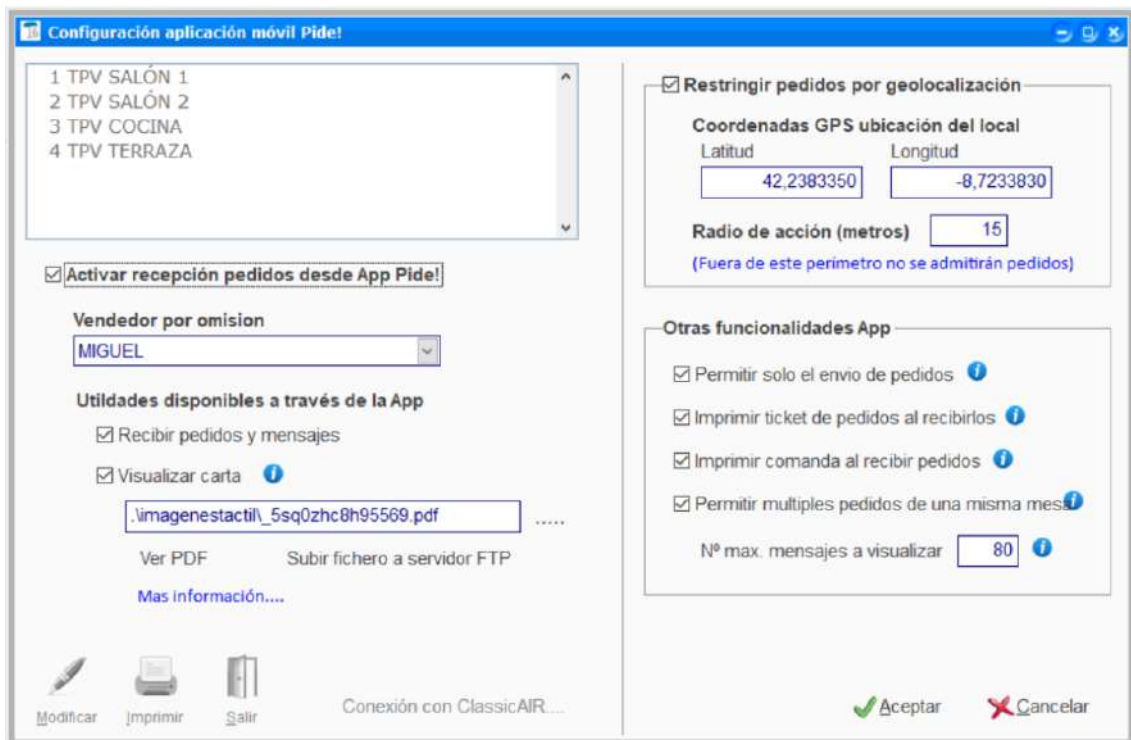 Configuración aplicación móvil Pide!
1 TPV SALÓN 1
2 TPV SALÓN 2
3 TPV COCINA
4 TPV TERRAZA
Activar recepción pedidos desde App Pide!
Vendedor por omision
MIGUEL
Utildades disponibles a través de la App
Recibir pedidos y mensajes
Visualizar carta
.\imagenestactil\_5sq0zhc8h95569.pdf
.....
Ver PDF Subir fichero a servidor FTP
Mas información....
Modificar Imprimir Salir
Conexión con ClassicAIR....
Restringir pedidos por geolocalización
Coordenadas GPS ubicación del local
Latitud Longitud
42,2383350 -8,7233830
Radio de acción (metros) 15
(Fuera de este perímetro no se admitirán pedidos)
Otras funcionalidades App
Permitir solo el envio de pedidos
Imprimir ticket de pedidos al recibirlos
Imprimir comanda al recibir pedidos
Permitir multiples pedidos de una misma mesa
Nº max. mensajes a visualizar 80
Aceptar Cancelar